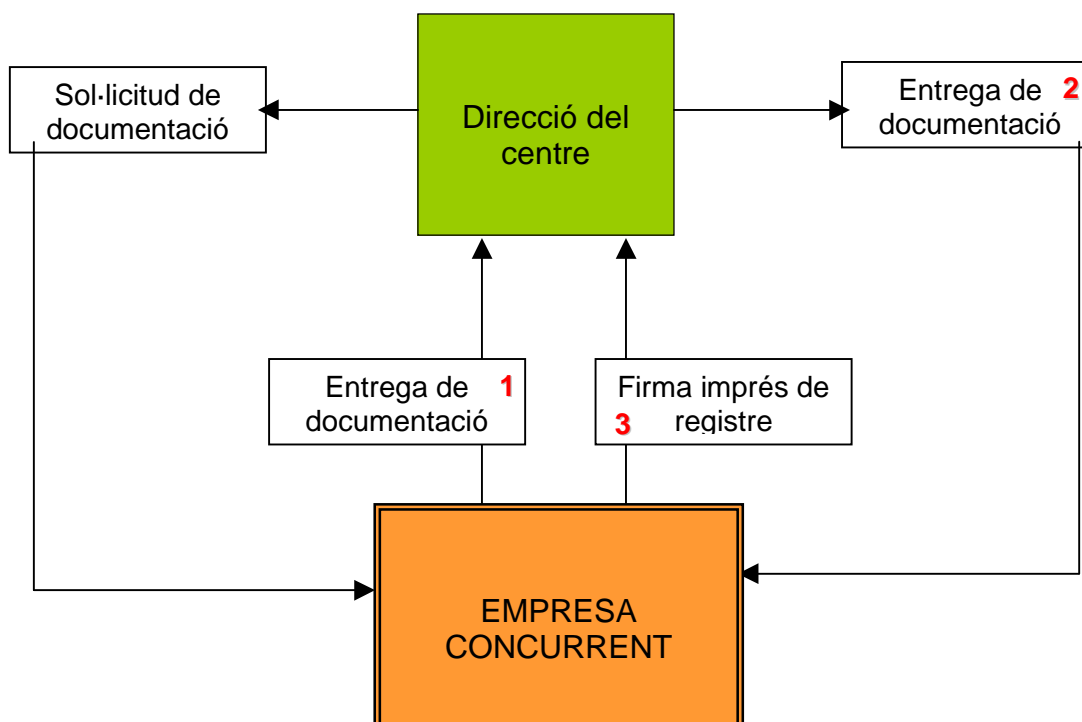 Sol·licitud de
documentació
Direcció del
centre
Entrega de 2
documentació
Entrega de 1
documentació
Firma imprés de
3 registre
EMPRESA
CONCURRENT